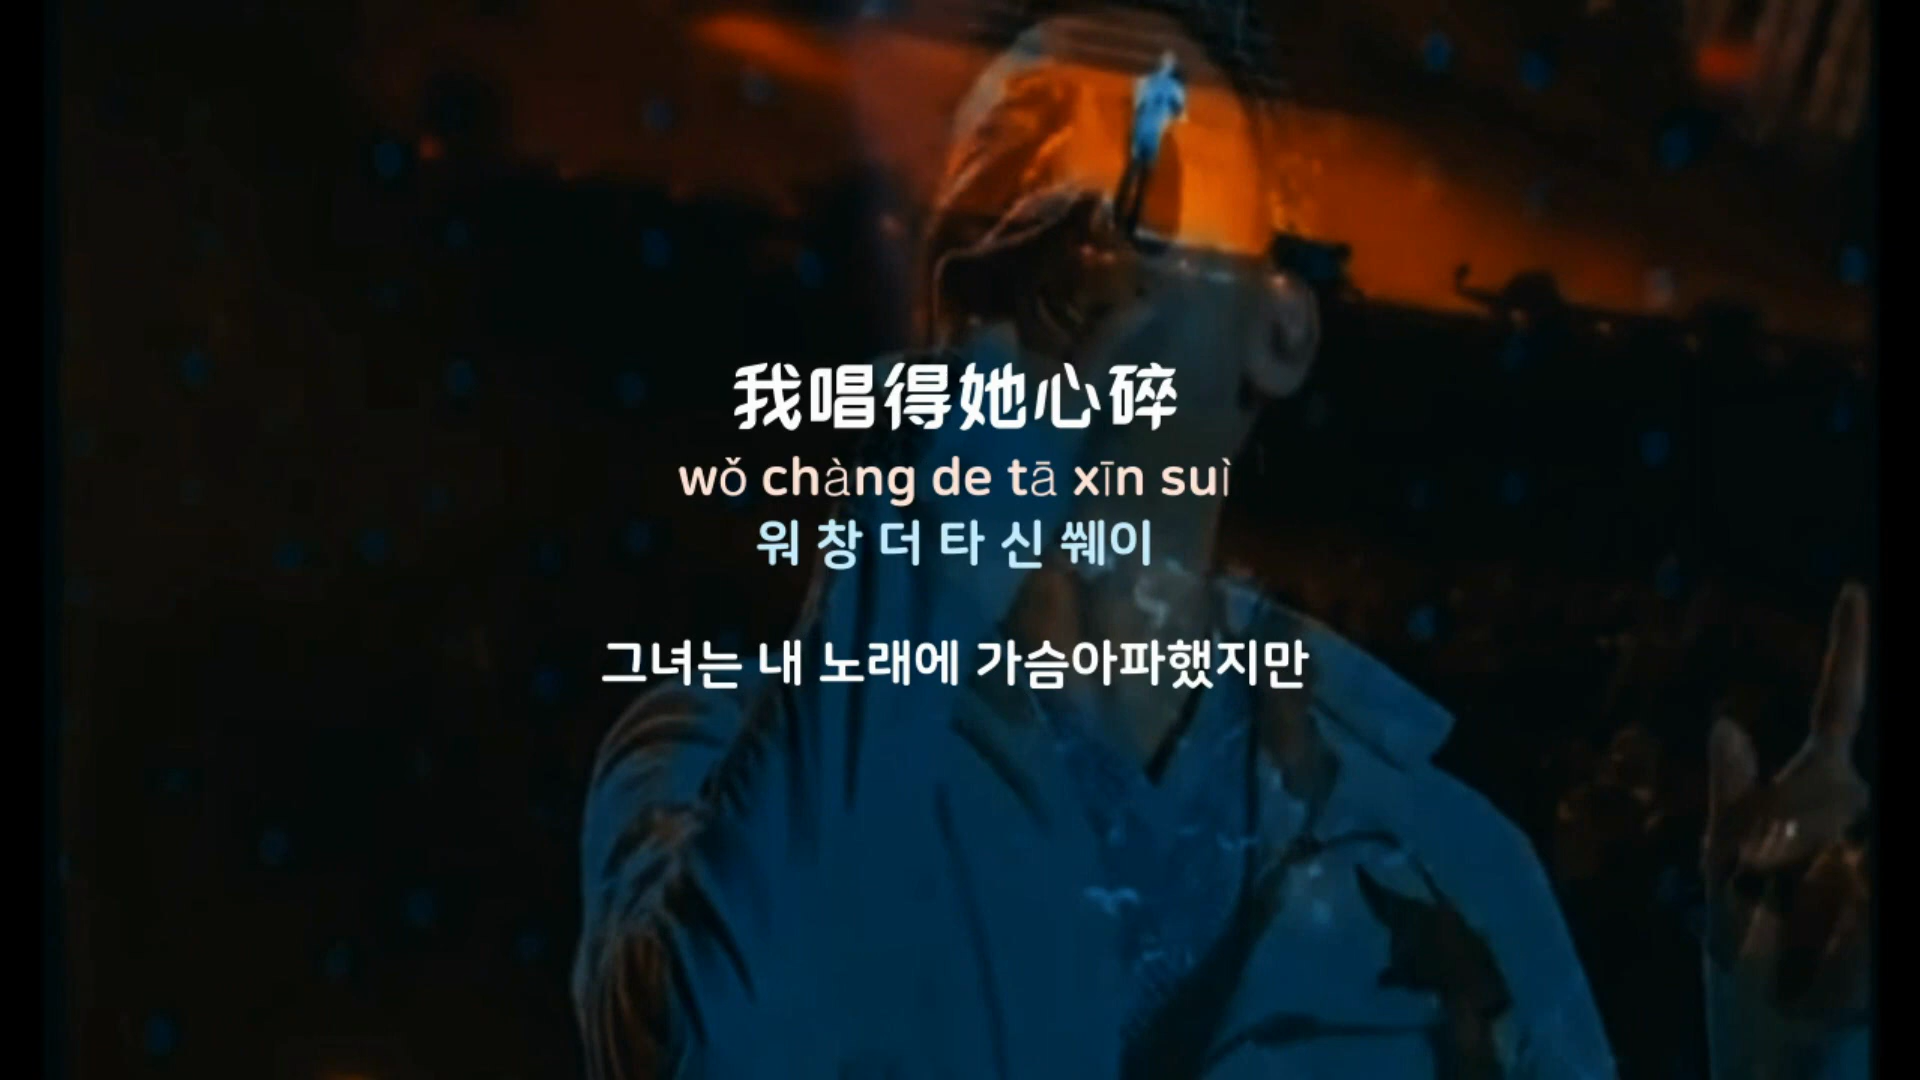 我唱得她心碎
wǒ chàng de tā xīn suì
워 창 더 타 신 쒜이
그녀는 내 노래에 가슴아파했지만